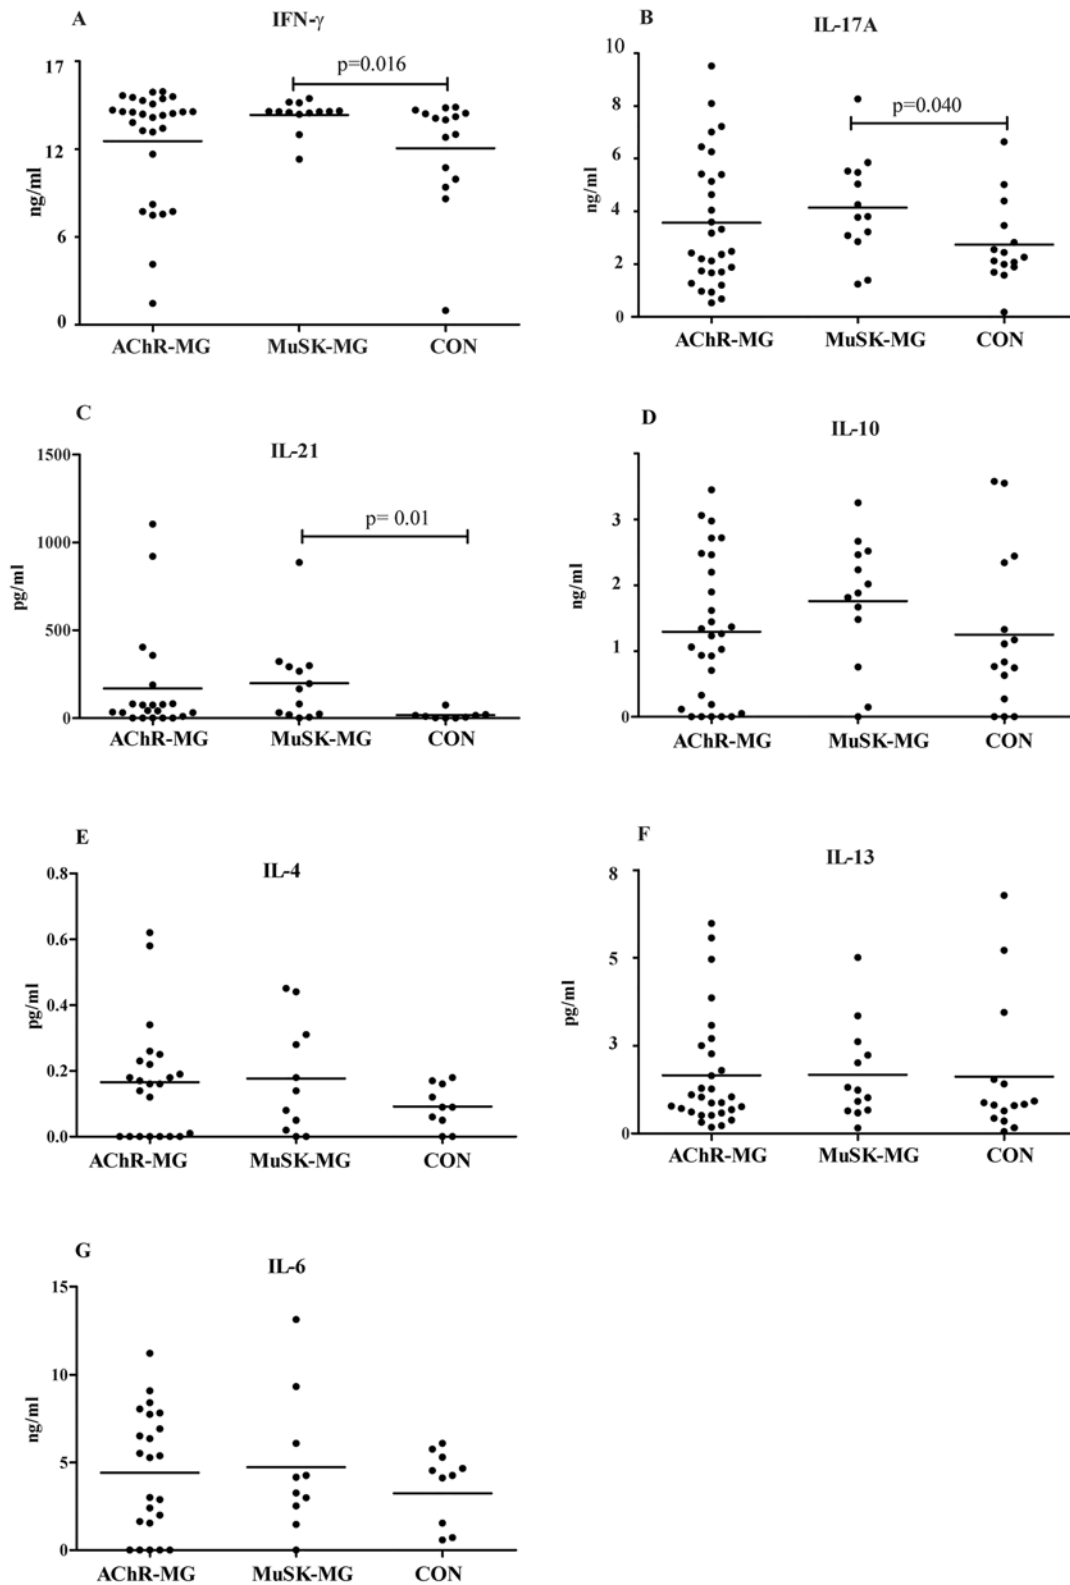 A
IFN-γ
17
12
6
0
ng/ml
p=0.016
AChR-MG MuSK-MG CON
B
IL-17A
10
8
6
4
2
0
ng/ml
p=0.040
AChR-MG MuSK-MG CON
C
IL-21
1500
1000
500
0
pg/ml
p= 0.01
AChR-MG MuSK-MG CON
D
IL-10
3
2
1
0
ng/ml
AChR-MG MuSK-MG CON
E
IL-4
0.8
0.6
0.4
0.2
0.0
pg/ml
AChR-MG MuSK-MG CON
F
IL-13
8
5
3
0
pg/ml
AChR-MG MuSK-MG CON
G
IL-6
15
10
5
0
ng/ml
AChR-MG MuSK-MG CON